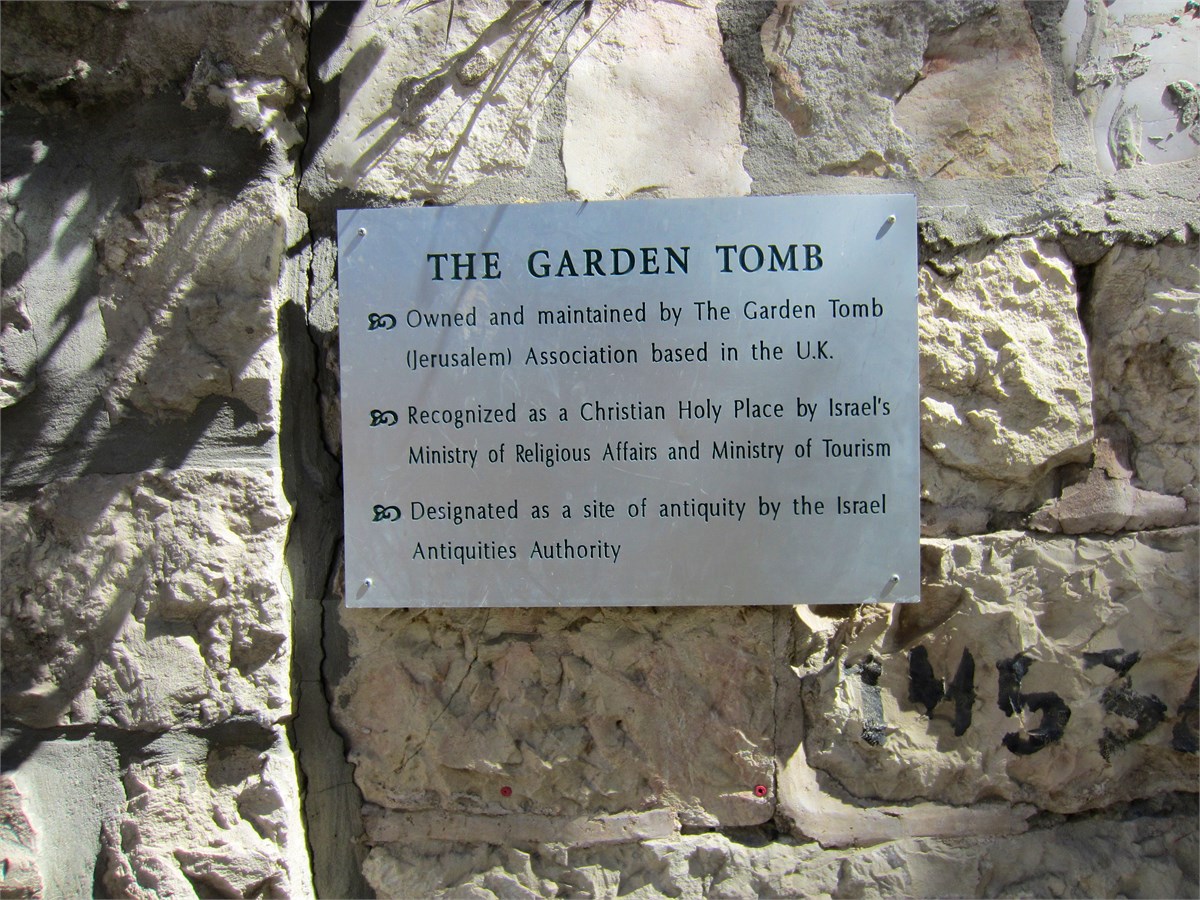 THE GARDEN TOMB
Owned and maintained by The Garden Tomb
(Jerusalem) Association based in the U.K.
Recognized as a Christian Holy Place by Israel's
Ministry of Religious Affairs and Ministry of Tourism
Designated as a site of antiquity by the Israel
Antiquities Authority